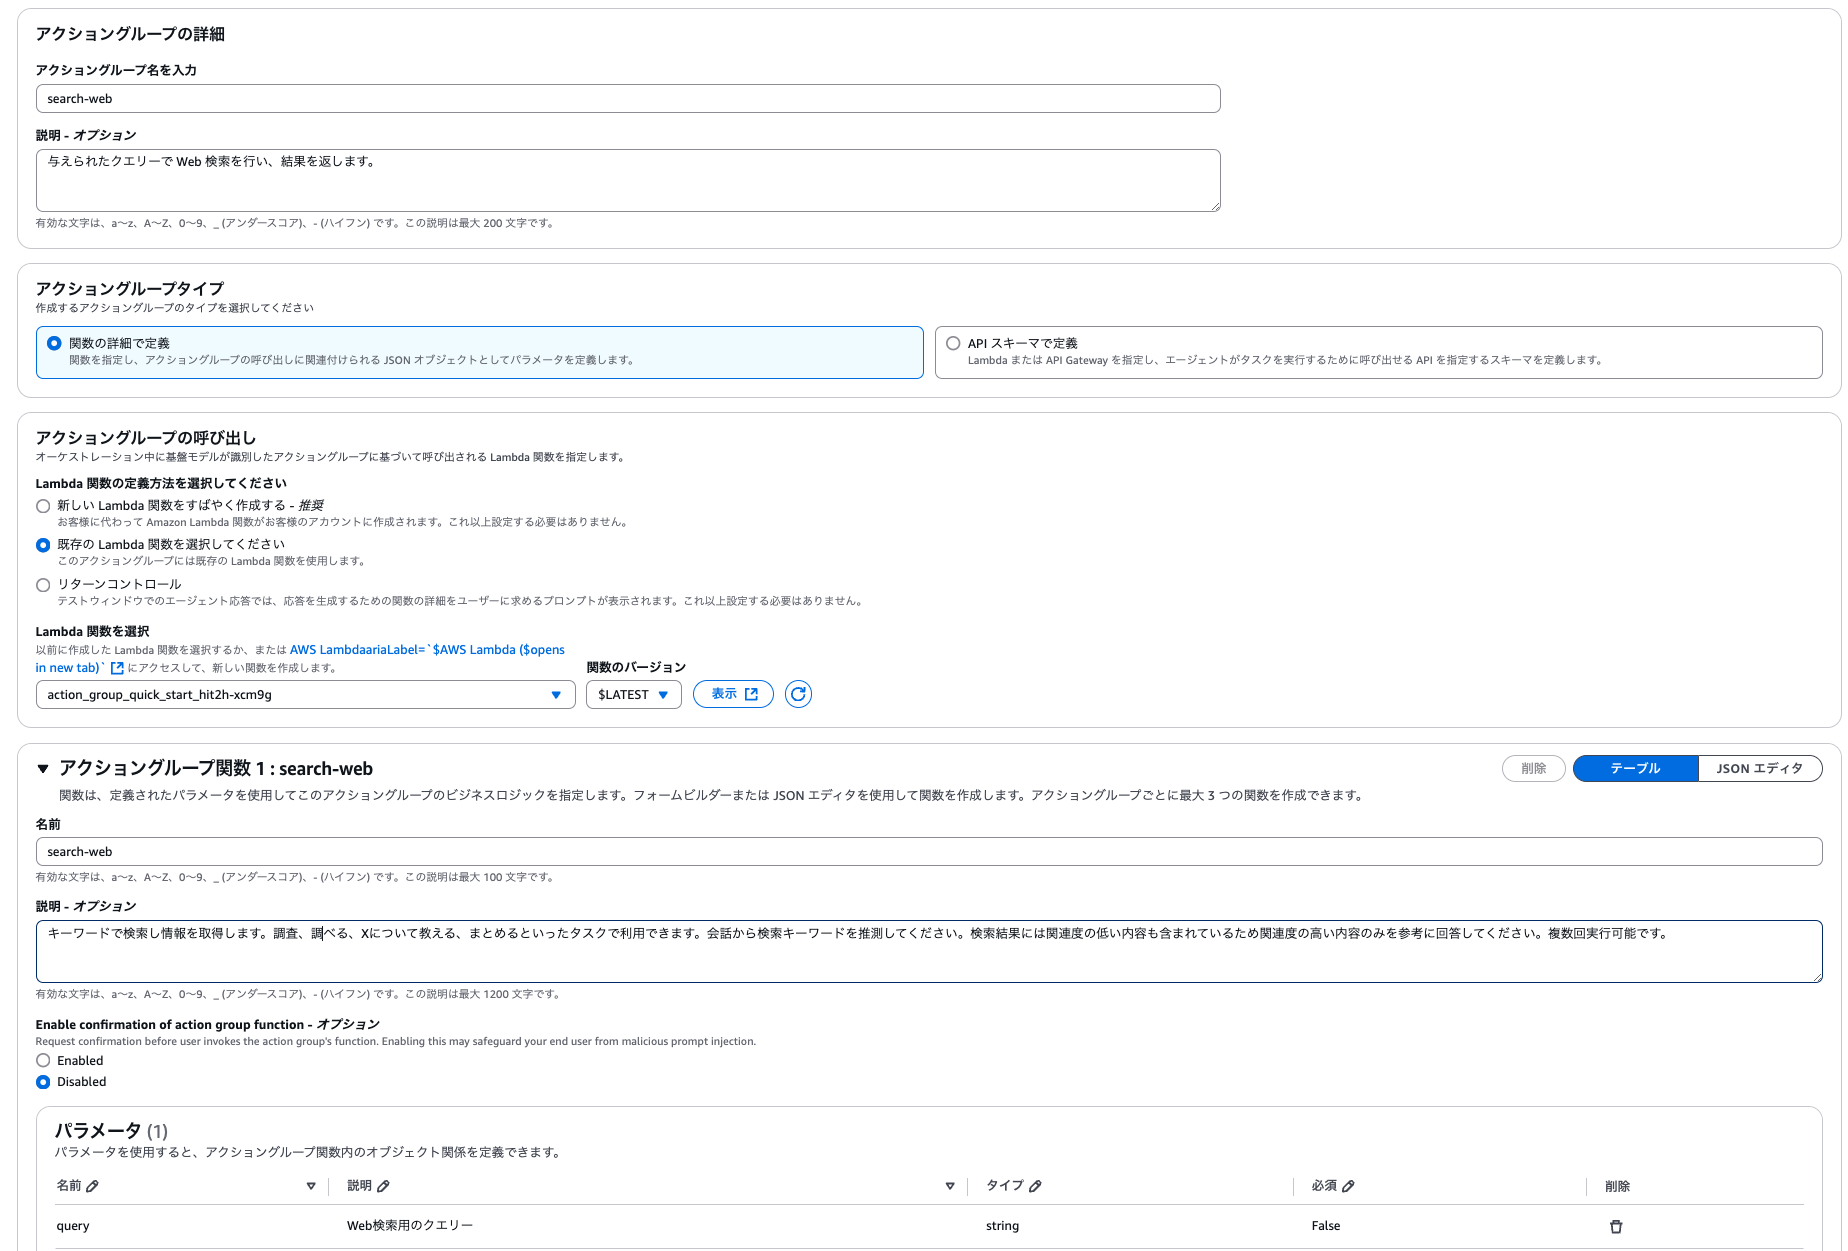 アクショングループの詳細
アクショングループ名を入力
search-web
説明 - オプション
与えられたクエリーで Web 検索を行い、結果を返します。
有効な文字は、a～z、A～Z、0～9、_ (アンダースコア)、- (ハイフン) です。この説明は最大 200 文字です。
アクショングループタイプ
作成するアクショングループのタイプを選択してください
関数の詳細で定義
関数を指定し、アクショングループの呼び出しに関連付けられる JSON オブジェクトとしてパラメータを定義します。
API スキーマで定義
Lambda または API Gateway を指定し、エージェントがタスクを実行するために呼び出せる API を指定するスキーマを定義します。
アクショングループの呼び出し
オーケストレーション中に基盤モデルが識別したアクショングループに基づいて呼び出される Lambda 関数を指定します。
Lambda 関数の定義方法を選択してください
新しい Lambda 関数をすばやく作成する - 推奨
お客様に代わって Amazon Lambda 関数がお客様のアカウントに作成されます。これ以上設定する必要はありません。
既存の Lambda 関数を選択してください
このアクショングループには既存の Lambda 関数を使用します。
リターンコントロール
テストウィンドウでのエージェント応答では、応答を生成するための関数の詳細をユーザーに求めるプロンプトが表示されます。これ以上設定する必要はありません。
Lambda 関数を選択
以前に作成した Lambda 関数を選択するか、または AWS LambdaariaLabel=`$AWS Lambda ($opens
in new tab)` にアクセスして、新しい関数を作成します。
関数のバージョン
action_group_quick_start_hit2h-xcm9g
$LATEST
表示
アクショングループ関数 1 : search-web
削除
テーブル
JSON エディタ
関数は、定義されたパラメータを使用してこのアクショングループのビジネスロジックを指定します。フォームビルダーまたは JSON エディタを使用して関数を作成します。アクショングループごとに最大 3 つの関数を作成できます。
名前
search-web
有効な文字は、a～z、A～Z、0～9、_ (アンダースコア)、- (ハイフン) です。この説明は最大 100 文字です。
説明 - オプション
キーワードで検索し情報を取得します。調査、調べる、Xについて教える、まとめるといったタスクで利用できます。会話から検索キーワードを推測してください。検索結果には関連度の低い内容も含まれているため関連度の高い内容のみを参考に回答してください。複数回実行可能です。
有効な文字は、a～z、A～Z、0～9、_ (アンダースコア)、- (ハイフン) です。この説明は最大 1200 文字です。
Enable confirmation of action group function - オプション
Request confirmation before user invokes the action group's function. Enabling this may safeguard your end user from malicious prompt injection.
Enabled
Disabled
パラメータ (1)
パラメータを使用すると、アクショングループ関数内のオブジェクト関係を定義できます。
名前 説明 タイプ 必須 削除
query Web検索用のクエリー string False